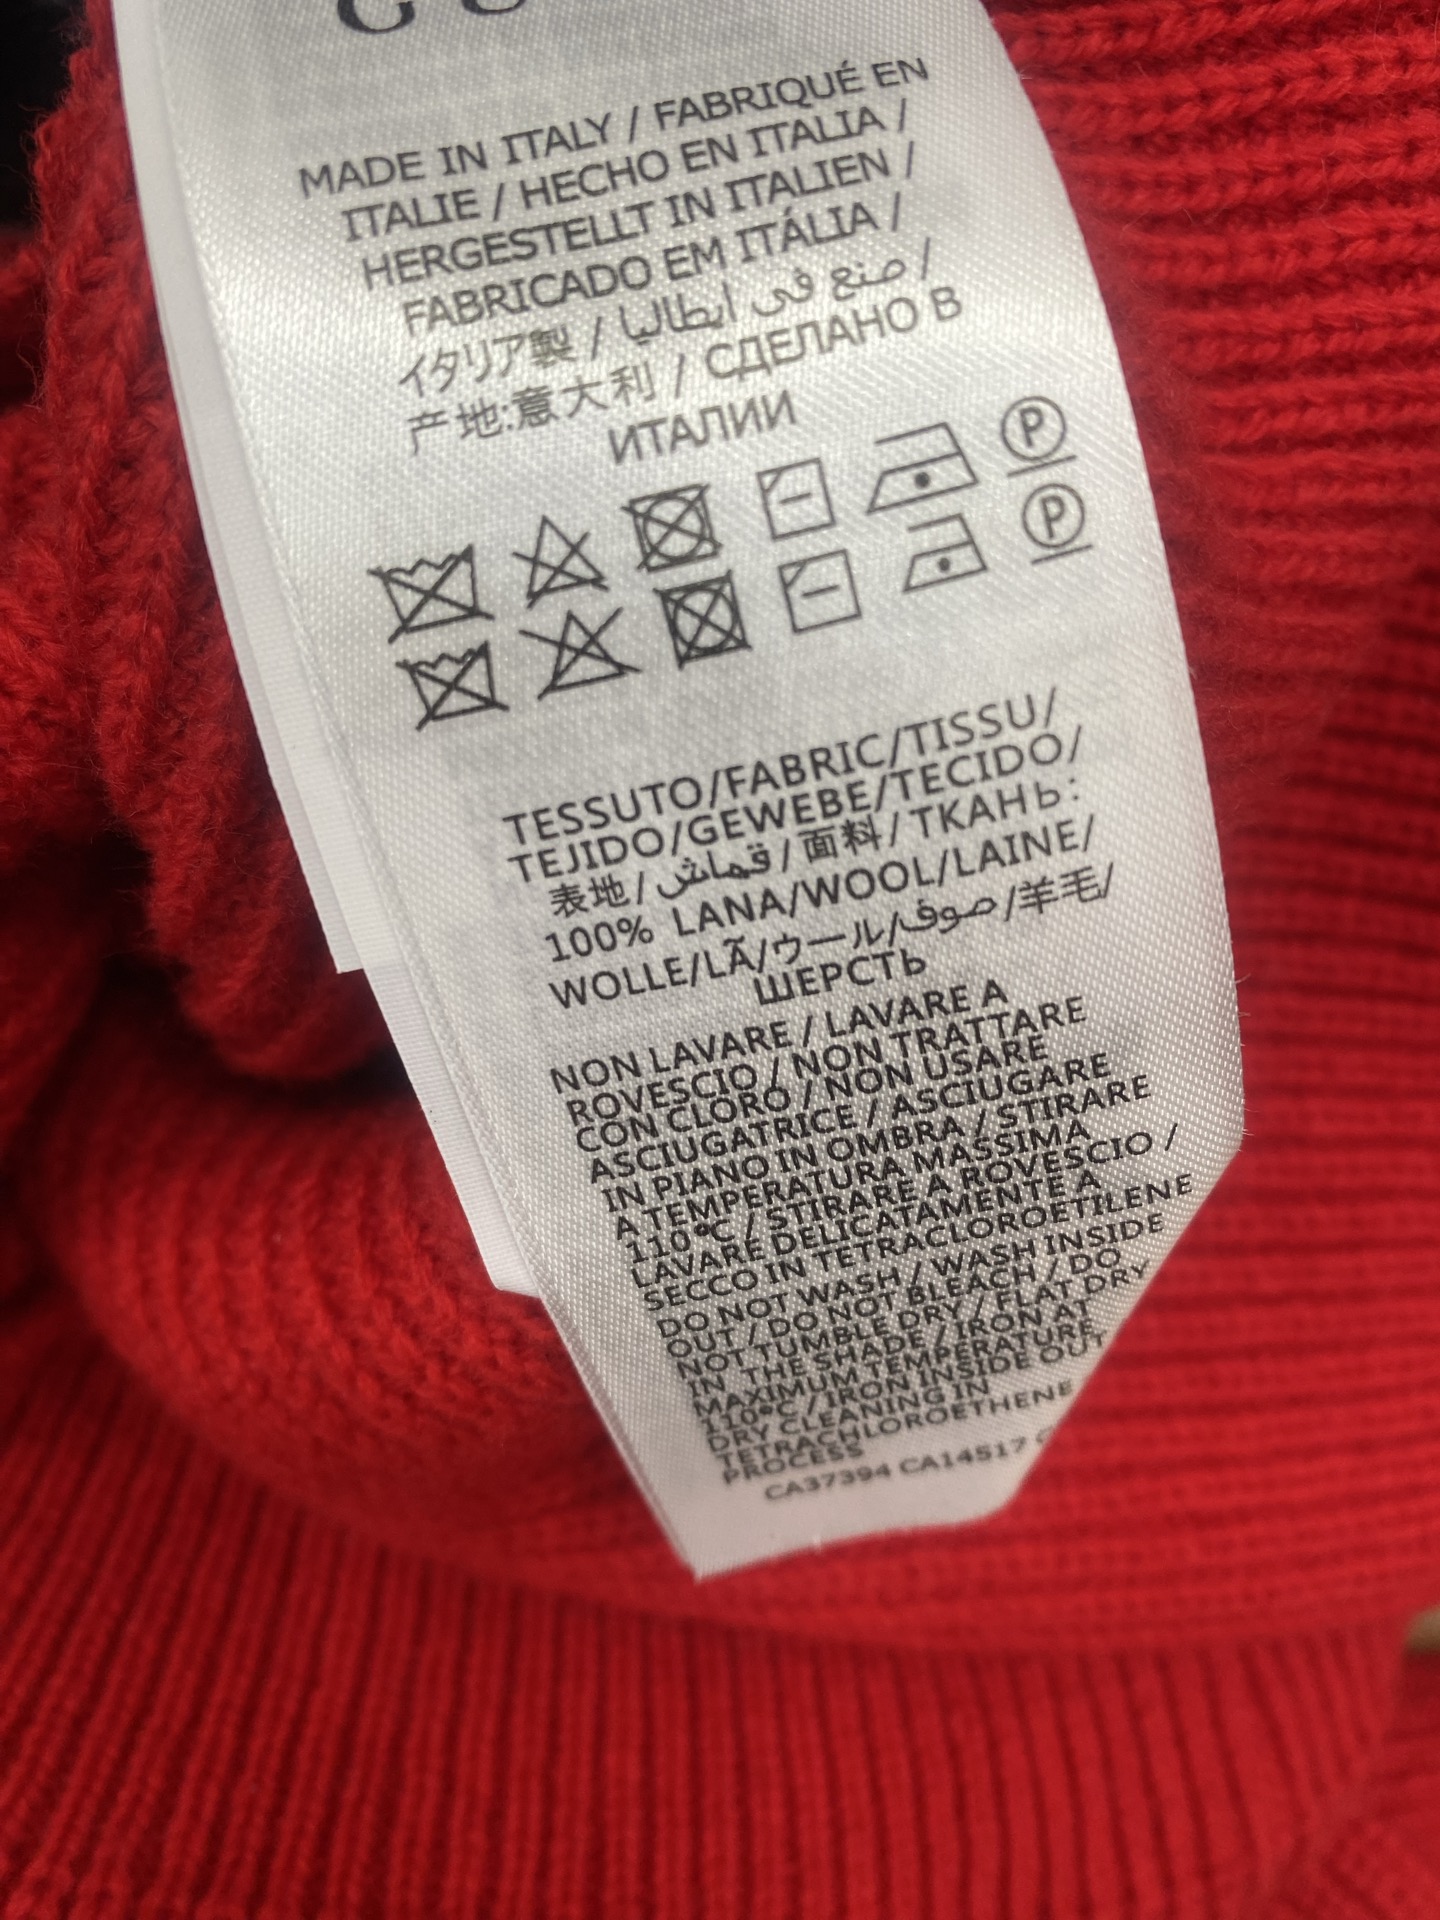 MADE IN ITALY / FABRIQUÉ EN
ITALIE / HECHO EN ITALIA /
HERGESTELLT IN ITALIEN /
FABRICADO EM ITÁLIA /
イタリア製 / صنع في ايطاليا /
产地:意大利 / СДЕЛАНО В
ИТАЛИИ
P
P
TESSUTO/FABRIC/TISSU/
TEJIDO/GEWEBE/TECIDO/
表地/قماش/面料/ТКАНЬ:
100% LANA/WOOL/LAINE/
WOLLE/LÃ/ウール/صوف/羊毛/
ШЕРСТЬ
NON LAVARE / LAVARE A
ROVESCIO / NON TRATTARE
CON CLORO / NON USARE
ASCIUGATRICE / ASCIUGARE
IN PIANO IN OMBRA / STIRARE
A TEMPERATURA MASSIMA
110°C / STIRARE A ROVESCIO /
LAVARE DELICATAMENTE A
SECCO IN TETRACLOROETILENE
DO NOT WASH / WASH INSIDE
OUT / DO NOT BLEACH / DO
NOT TUMBLE DRY / FLAT DRY
IN THE SHADE / IRON AT
MAXIMUM TEMPERATURE
110°C / IRON INSIDE OUT
DRY CLEANING IN
TETRACHLOROETHENE
PROCESS
CA37394 CA14517